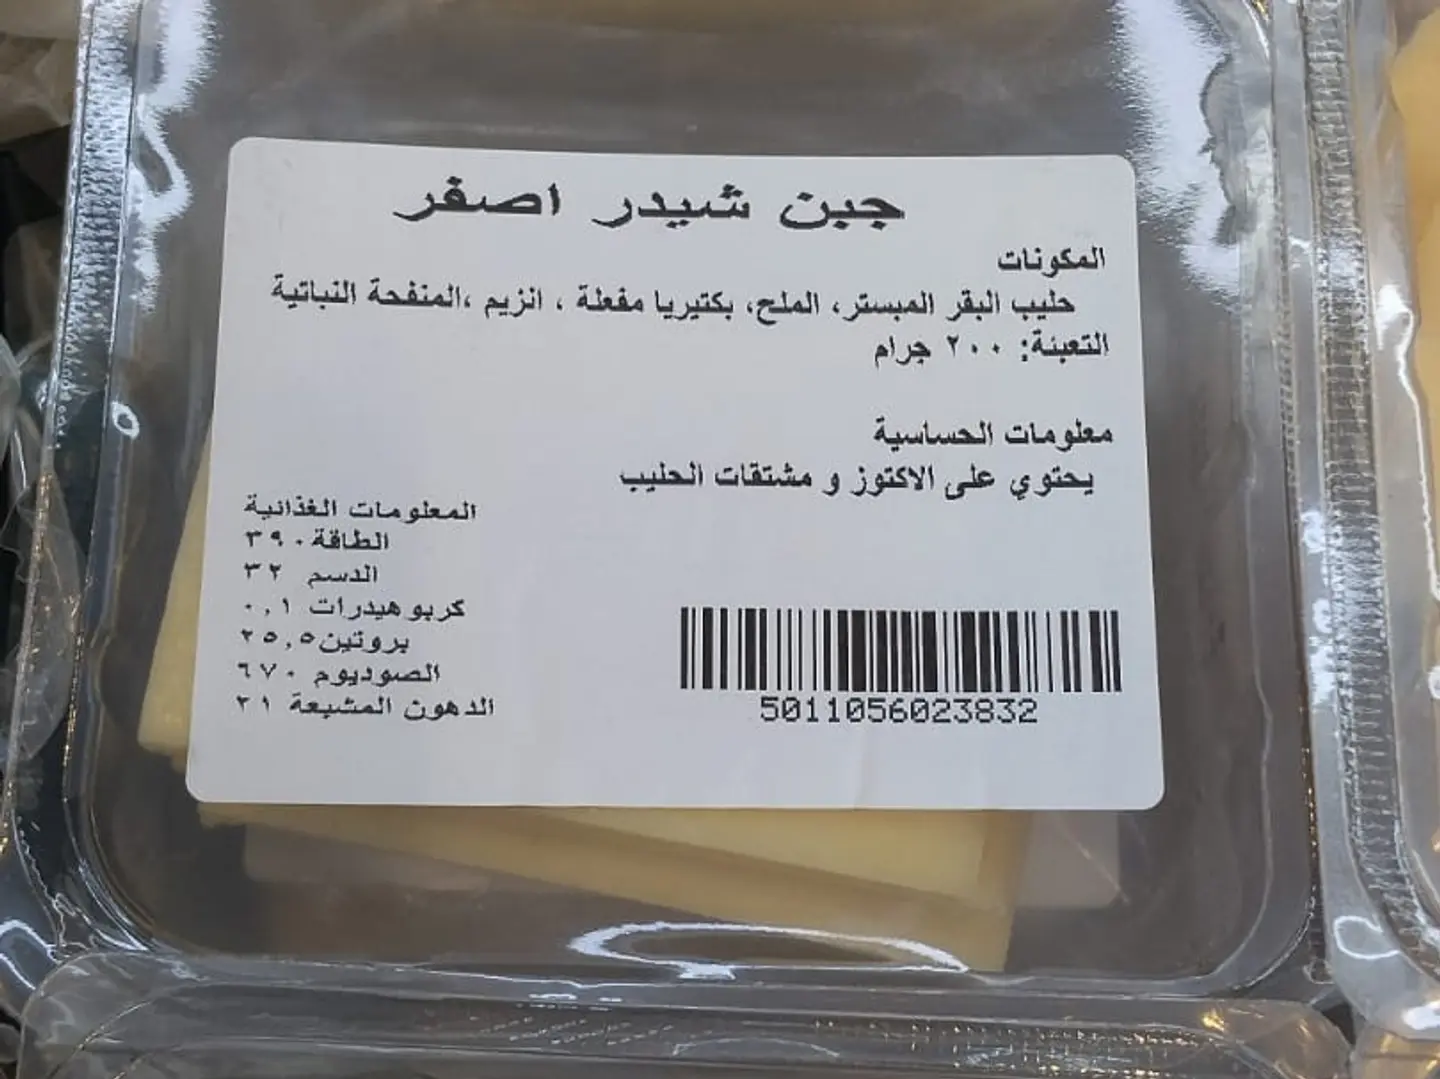 جبن شيدر اصفر
المكونات
حليب البقر المبستر، الملح، بكتيريا مفعلة ، انزيم ،المنفحة النباتية
التعبئة: ٢٠٠ جرام
معلومات الحساسية
يحتوي على الاكتوز و مشتقات الحليب
المعلومات الغذائية
الطاقة ٣٩٠
الدسم ٣٢
كربوهيدرات ٠,١
بروتين ٢٥,٥
الصوديوم ٦٧٠
الدهون المشبعة ٢١
5011056023832